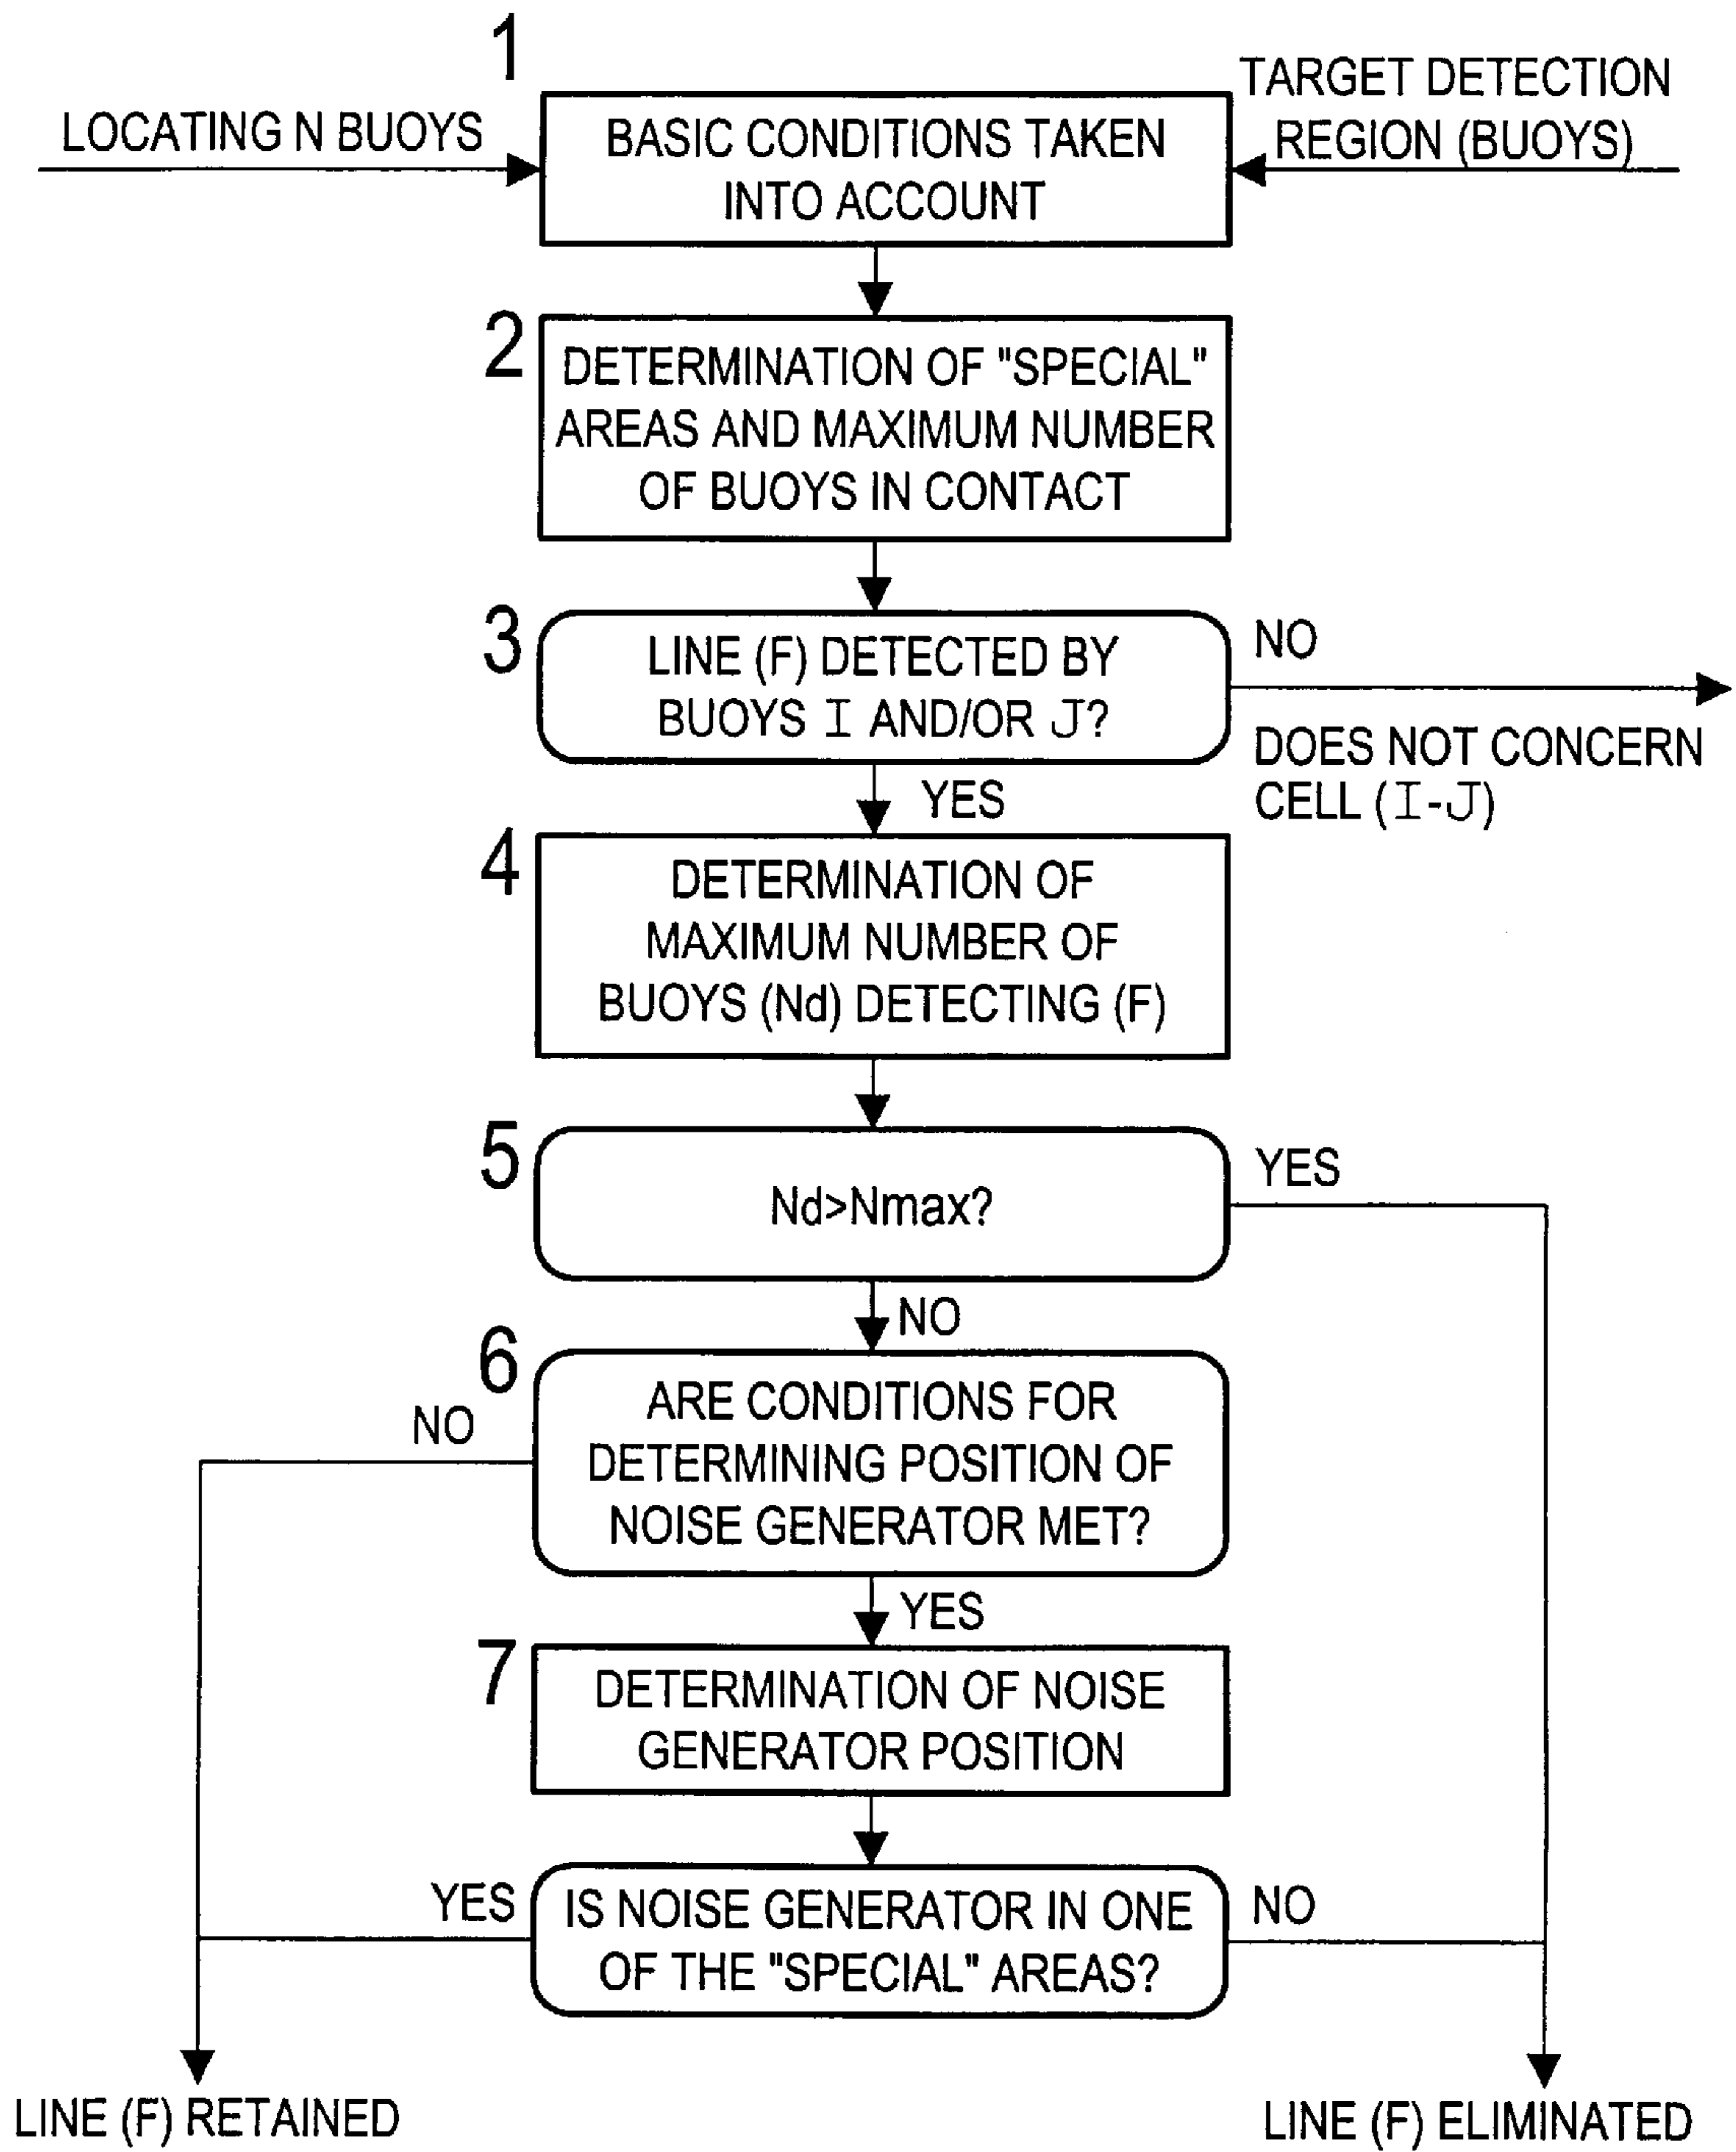 1
LOCATING N BUOYS
TARGET DETECTION
REGION (BUOYS)
BASIC CONDITIONS TAKEN
INTO ACCOUNT
2
DETERMINATION OF "SPECIAL"
AREAS AND MAXIMUM NUMBER
OF BUOYS IN CONTACT
3
LINE (F) DETECTED BY
BUOYS I AND/OR J?
NO
DOES NOT CONCERN
CELL (I-J)
YES
4
DETERMINATION OF
MAXIMUM NUMBER OF
BUOYS (Nd) DETECTING (F)
5
Nd>Nmax?
YES
NO
6
ARE CONDITIONS FOR
DETERMINING POSITION OF
NOISE GENERATOR MET?
NO
YES
7
DETERMINATION OF NOISE
GENERATOR POSITION
YES
IS NOISE GENERATOR IN ONE
OF THE "SPECIAL" AREAS?
NO
LINE (F) RETAINED
LINE (F) ELIMINATED